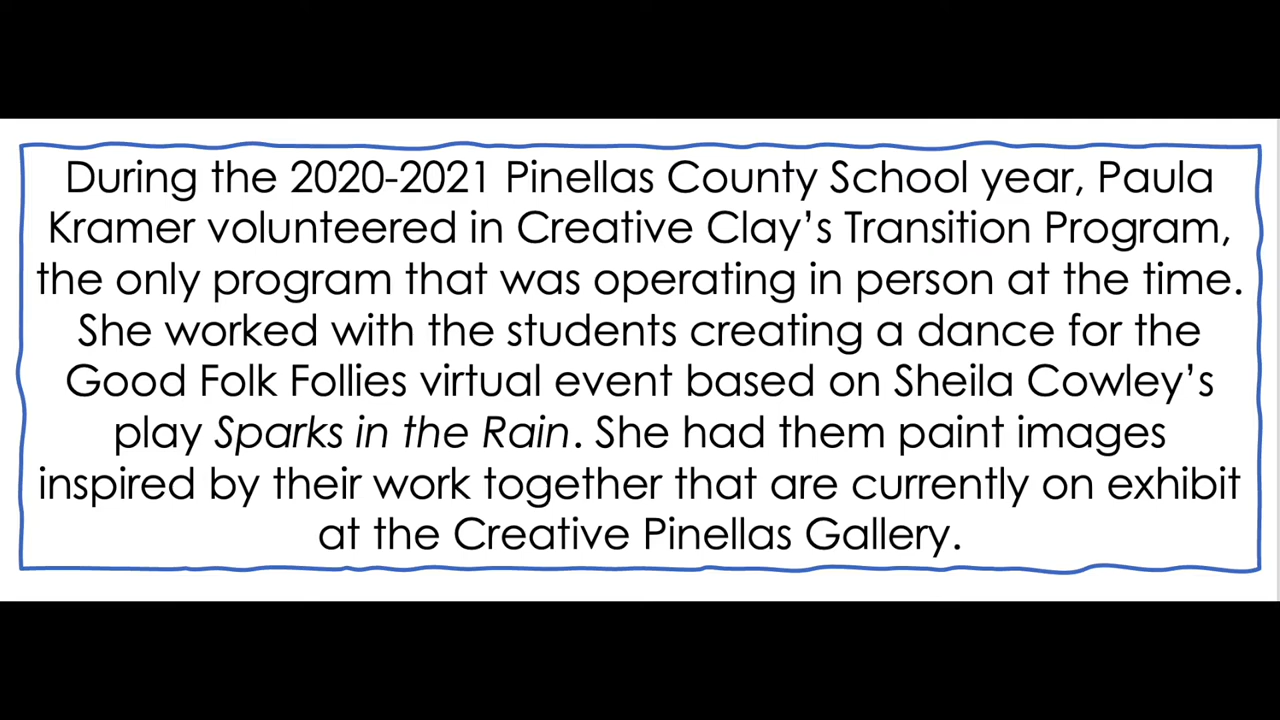 During the 2020-2021 Pinellas County School year, Paula
Kramer volunteered in Creative Clay’s Transition Program,
the only program that was operating in person at the time.
She worked with the students creating a dance for the
Good Folk Follies virtual event based on Sheila Cowley’s
play Sparks in the Rain. She had them paint images
inspired by their work together that are currently on exhibit
at the Creative Pinellas Gallery.